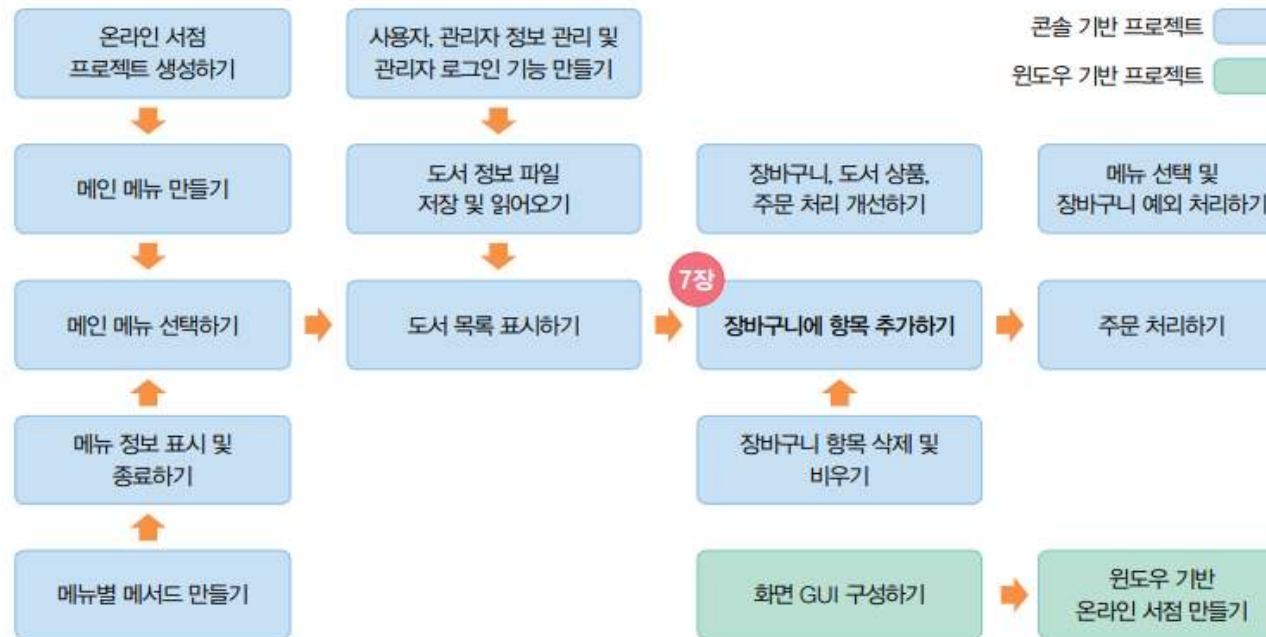 온라인 서점
프로젝트 생성하기
사용자, 관리자 정보 관리 및
관리자 로그인 기능 만들기
콘솔 기반 프로젝트
윈도우 기반 프로젝트
메인 메뉴 만들기
도서 정보 파일
저장 및 읽어오기
장바구니, 도서 상품,
주문 처리 개선하기
메뉴 선택 및
장바구니 예외 처리하기
7장
메인 메뉴 선택하기
도서 목록 표시하기
장바구니에 항목 추가하기
주문 처리하기
메뉴 정보 표시 및
종료하기
장바구니 항목 삭제 및
비우기
메뉴별 메서드 만들기
화면 GUI 구성하기
윈도우 기반
온라인 서점 만들기